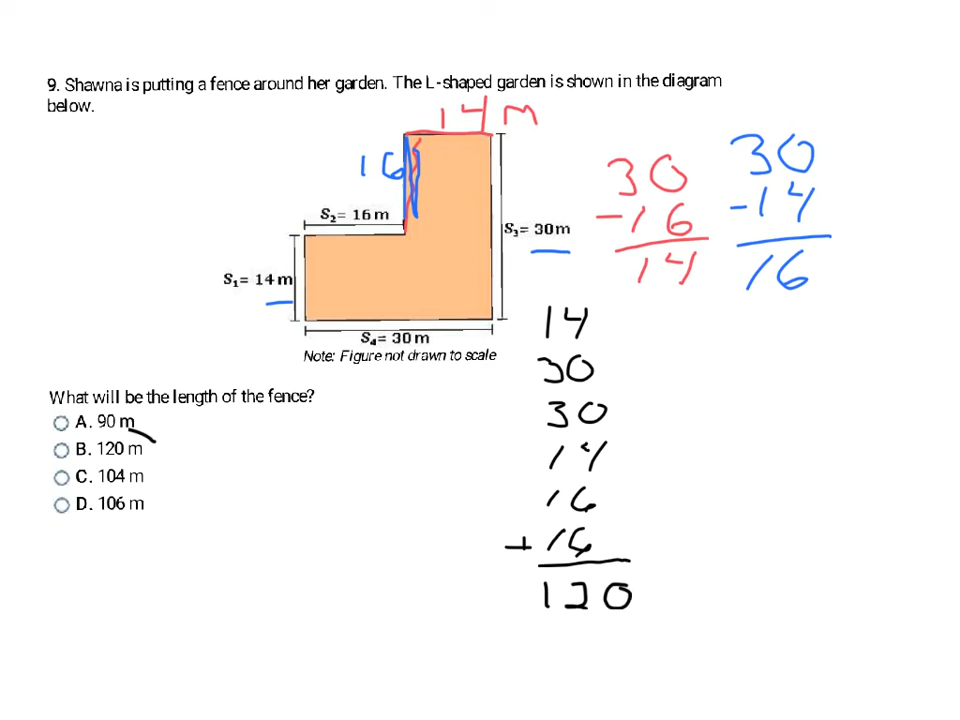 9. Shawna is putting a fence around her garden. The L-shaped garden is shown in the diagram
below.
14 m
16
S₂= 16 m
S₃= 30 m
S₁= 14 m
S₄= 30 m
Note: Figure not drawn to scale
30
-16
14
30
-14
16
14
30
30
14
16
+ 16
120
What will be the length of the fence?
A. 90 m
B. 120 m
C. 104 m
D. 106 m